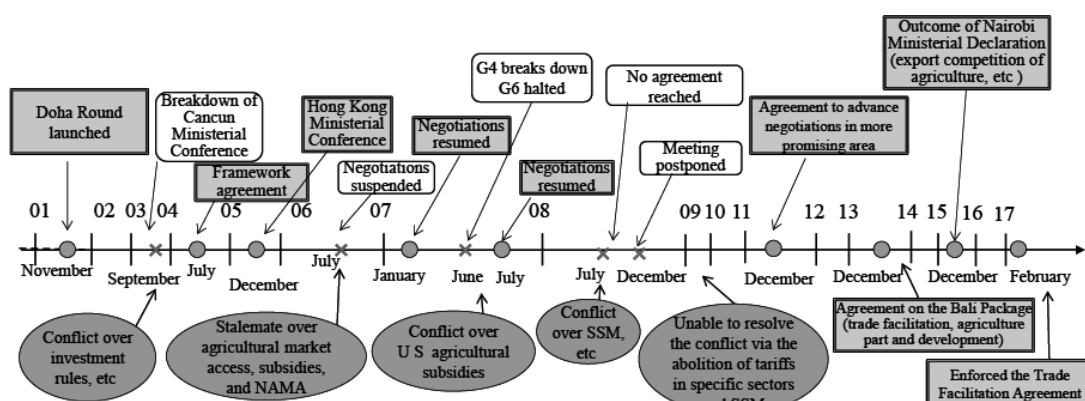 Doha Round
launched
Breakdown of
Cancun
Ministerial
Conference
Framework
agreement
Hong Kong
Ministerial
Conference
Negotiations
suspended
Negotiations
resumed
G4 breaks down
G6 halted
Negotiations
resumed
No agreement
reached
Meeting
postponed
Agreement to advance
negotiations in more
promising area
Outcome of Nairobi
Ministerial Declaration
(export competition of
agriculture, etc )
01 02 03 04 05 06 07 08 09 10 11 12 13 14 15 16 17
November
September
July
December
July
January
June
July
July
December
December
December
December
February
Conflict over
investment
rules, etc
Stalemate over
agricultural market
access, subsidies,
and NAMA
Conflict over
U S agricultural
subsidies
Conflict
over SSM,
etc
Unable to resolve
the conflict via the
abolition of tariffs
in specific sectors
Agreement on the Bali Package
(trade facilitation, agriculture
part and development)
Enforced the Trade
Facilitation Agreement